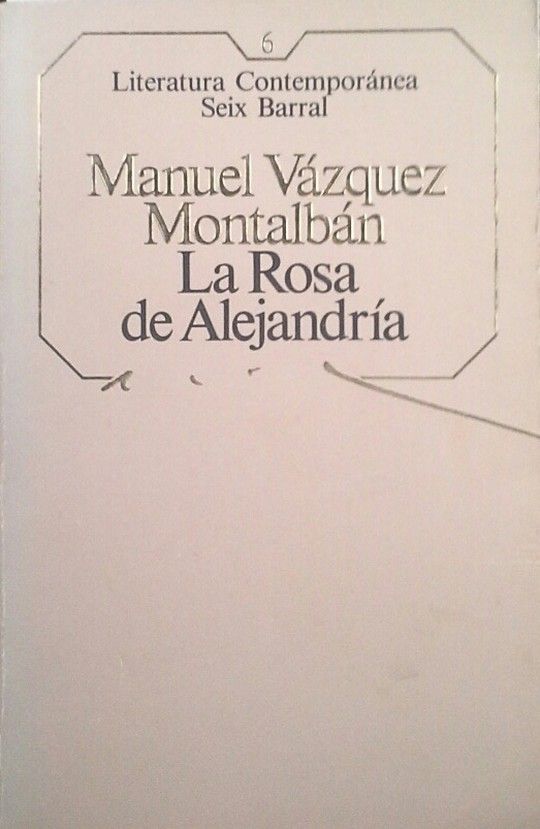 6
Literatura Contemporánea
Seix Barral
Manuel Vázquez
Montalbán
La Rosa
de Alejandría